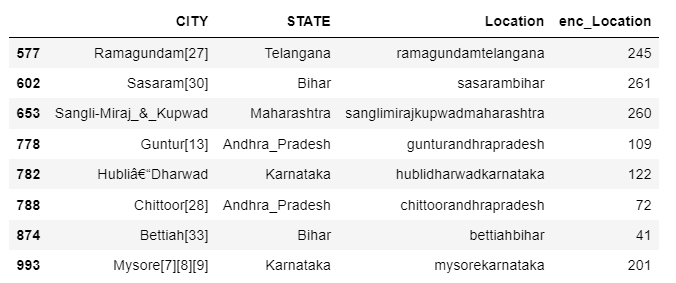 CITY STATE Location enc_Location
577 Ramagundam[27] Telangana ramagundamtelangana 245
602 Sasaram[30] Bihar sasarambihar 261
653 Sangli-Miraj_&_Kupwad Maharashtra sanglimirajkupwadmaharashtra 260
778 Guntur[13] Andhra_Pradesh gunturandhrapradesh 109
782 Hubliâ€“Dharwad Karnataka hublidharwadkarnataka 122
788 Chittoor[28] Andhra_Pradesh chittoorandhrapradesh 72
874 Bettiah[33] Bihar bettiahbihar 41
993 Mysore[7][8][9] Karnataka mysorekarnataka 201